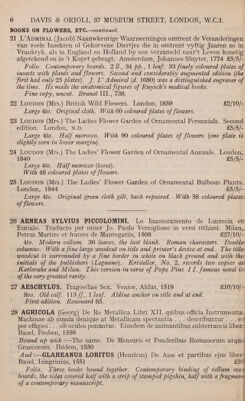 6 DAVIS & ORIOLI, 37 MUSEUM STREET, LONDON, W.C.1.
BOOKS ON FLOWERS, ETC.—continued.
21 L'Admiral (Jacob) Nauwkeurige Waarneemingen omtrent de Veranderingen
van veele Insekten of Gekorvene Diertjes die in omtrent vyftig Jaaren zo in
Vrankryk, als in England en Holland by een verzameld naar't Leven konstig
afgetekend en in't Koper gebragt. Amsterdam, Johannes Sluyter, 1774 £5/5/-
Folio. Contemporary boards. 2 ll., 34 pp., 1 leaf. 33 finely coloured plates of
insects with plants and flowers. Second and considerably augmented edition (the
first had only 25 plates). J. L'Admiral (d. 1680) was a distinguished engraver of
the time. He made the anatomical figures of Ruysch's medical books.
Fine copy, uncut. Brunet III., 738.
22 Loudon (Mrs.) British Wild Flowers. London, 1859 £2/10/-
Large 4to. Original cloth. With 60 coloured plates of flowers.
23 Loudon (Mrs.) The Ladies Flower Garden of Ornamental Perennials. Second
edition. London, N.D. £5/5/-
Large 4to. Half morocco. With 90 coloured plates of flowers (one plate is
slightly torn in lower margin).
24 Loudon (Mrs.) The Ladies' Flower Garden of Ornamental Annuals. London,
1840 £5/5/-
Large 4to. Half morocco (loose).
With 48 coloured plates of flowers.
25 Loudon (Mrs.) The Ladies' Flower Garden of Ornamental Bulbous Plants.
London, 1844 £5/5/-
Large 4to. Original green cloth gilt, back repaired. With 58 coloured plates
of flowers.
26 AENEAS SYLVIUS PICCOLOMINI. Lo Inamoramento de Lucrecia et
Eurialo. Traducto per miser Jo. Paulo Vermiglione in versi rithimi. Milan,
Petrus Martire et fratres de Mantegatiis, 1508 £27/10/-
4to. Modern vellum. 36 leaves, the last blank. Roman characters. Double
columns. With a fine large woodcut on title and printer's device at end. The title
woodcut is surrounded by a fine border in white on black ground and with the
initials of the publishers (Legnano). Kristeller, No. 2, records two copies at
Karlsruhe and Milan. This version in verse of Pope Pius II.'s famous novel is
of the very greatest rarity.
27 AESCHYLUS. Tragoediae Sex. Venice, Aldus, 1518 £10/10/-
8vo. Old calf. 113 ff., 1 leaf. Aldine anchor on title and at end.
First edition. Renouard 85.
28 AGRICOLA (Georg) De Re Metallica Libri XII. quibus officia Instrumenta
Machinae ab omnia denique ad Metallicam spectantia . . . describuntur . . . et
per effigies . . . ob oculos ponuntur. Eiusdem de animantibus subterraneis liber.
Basel, Froben, 1556
Bound up with:—The same. De Mensuris et Ponderibus Romanorum atque
Graecorum. Ibidem, 1550
And:—GLAREANUS LORITUS (Henricus) De Asse et partibus ejus liber.
Basel, Isingrinius, 1551
Folio. Three books bound together. Contemporary binding of vellum over
boards, the sides covered half with a strip of stamped pigskin, half with a fragment
of a contemporary manuscript.